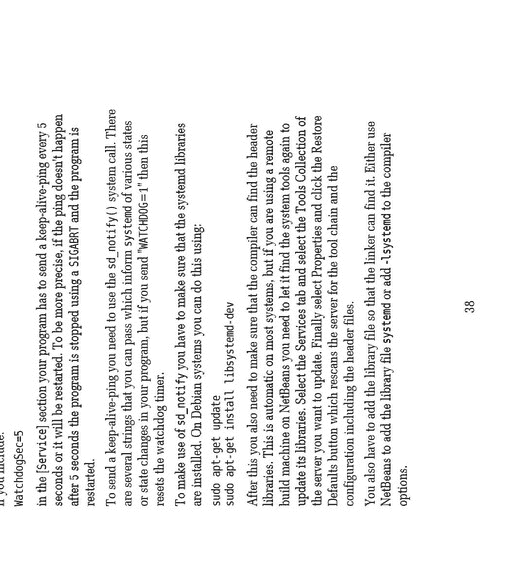 if you include:
WatchdogSec=5
in the [Service] section your program has to send a keep-alive-ping every 5
seconds or it will be restarted. To be more precise, if the ping doesn't happen
after 5 seconds the program is stopped using a SIGABRT and the program is
restarted.
To send a keep-alive-ping you need to use the sd_notify() system call. There
are several strings that you can pass which inform systemd of various states
or state changes in your program, but if you send "WATCHDOG=1" then this
resets the watchdog timer.
To make use of sd_notify you have to make sure that the systemd libraries
are installed. On Debian systems you can do this using:
sudo apt-get update
sudo apt-get install libsystemd-dev
After this you also need to make sure that the compiler can find the header
libraries. This is automatic on most systems, but if you are using a remote
build machine on NetBeans you need to let it find the system tools again to
update its libraries. Select the Services tab and select the Tools Collection of
the server you want to update. Finally select Properties and click the Restore
Defaults button which rescans the server for the tool chain and the
configuration including the header files.
You also have to add the library file so that the linker can find it. Either use
NetBeans to add the library file systemd or add -lsystemd to the compiler
options.
38